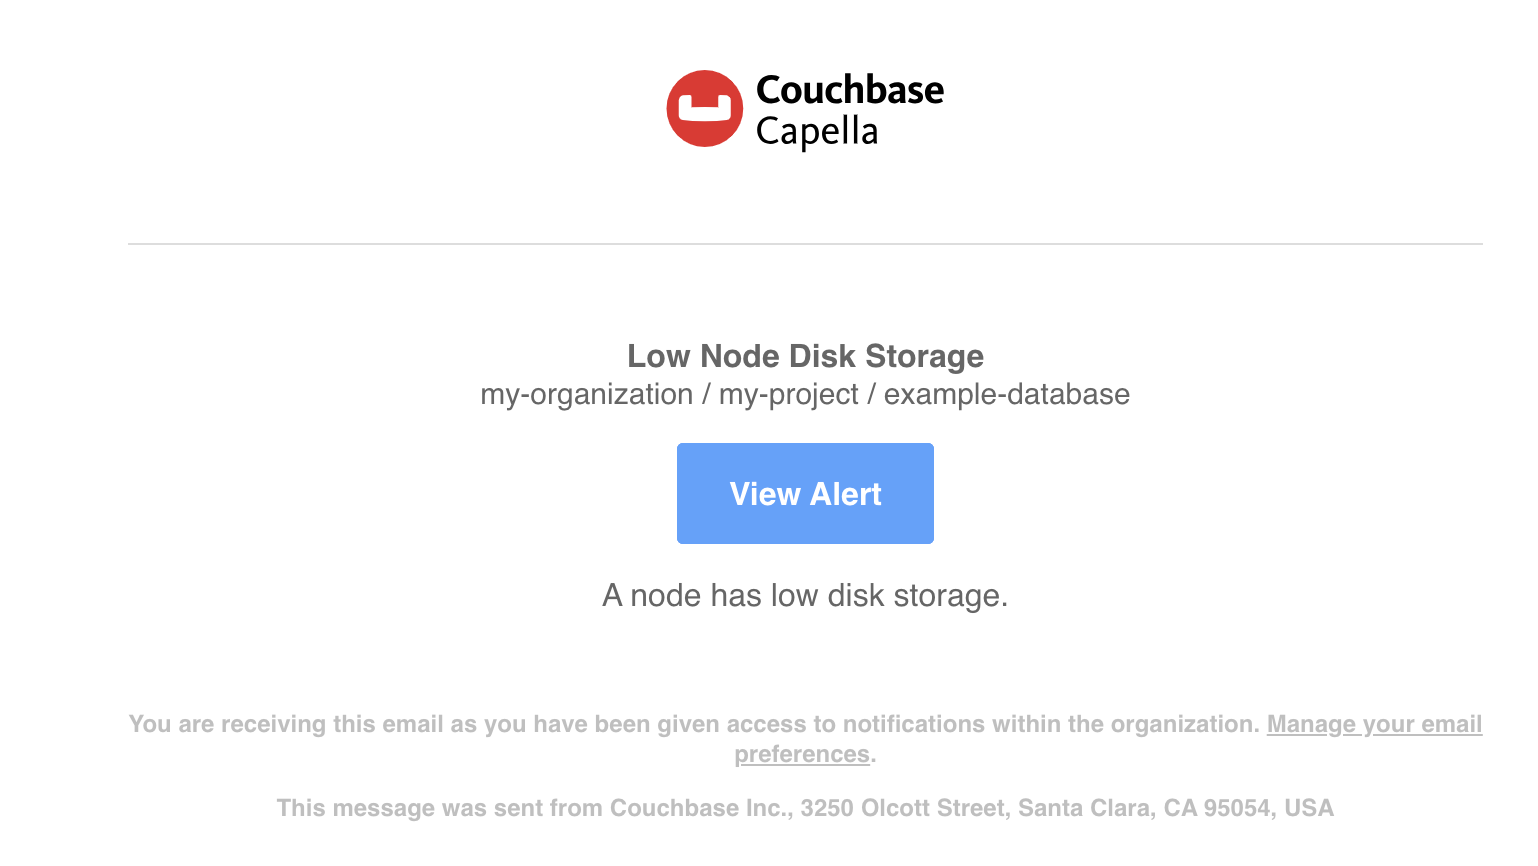 Couchbase
Capella
Low Node Disk Storage
my-organization / my-project / example-database
View Alert
A node has low disk storage.
You are receiving this email as you have been given access to notifications within the organization. Manage your email
preferences.
This message was sent from Couchbase Inc., 3250 Olcott Street, Santa Clara, CA 95054, USA